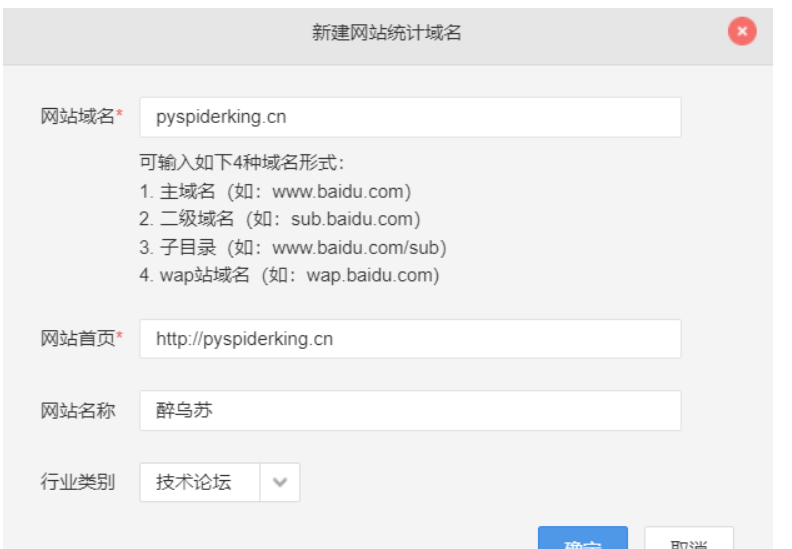 新建网站统计域名
网站域名* pyspiderking.cn
可输入如下4种域名形式：
1. 主域名（如：www.baidu.com)
2. 二级域名（如：sub.baidu.com）
3. 子目录（如：www.baidu.com/sub)
4. wap站域名（如：wap.baidu.com)
网站首页* http://pyspiderking.cn
网站名称 醉乌苏
行业类别 技术论坛
确定 取消